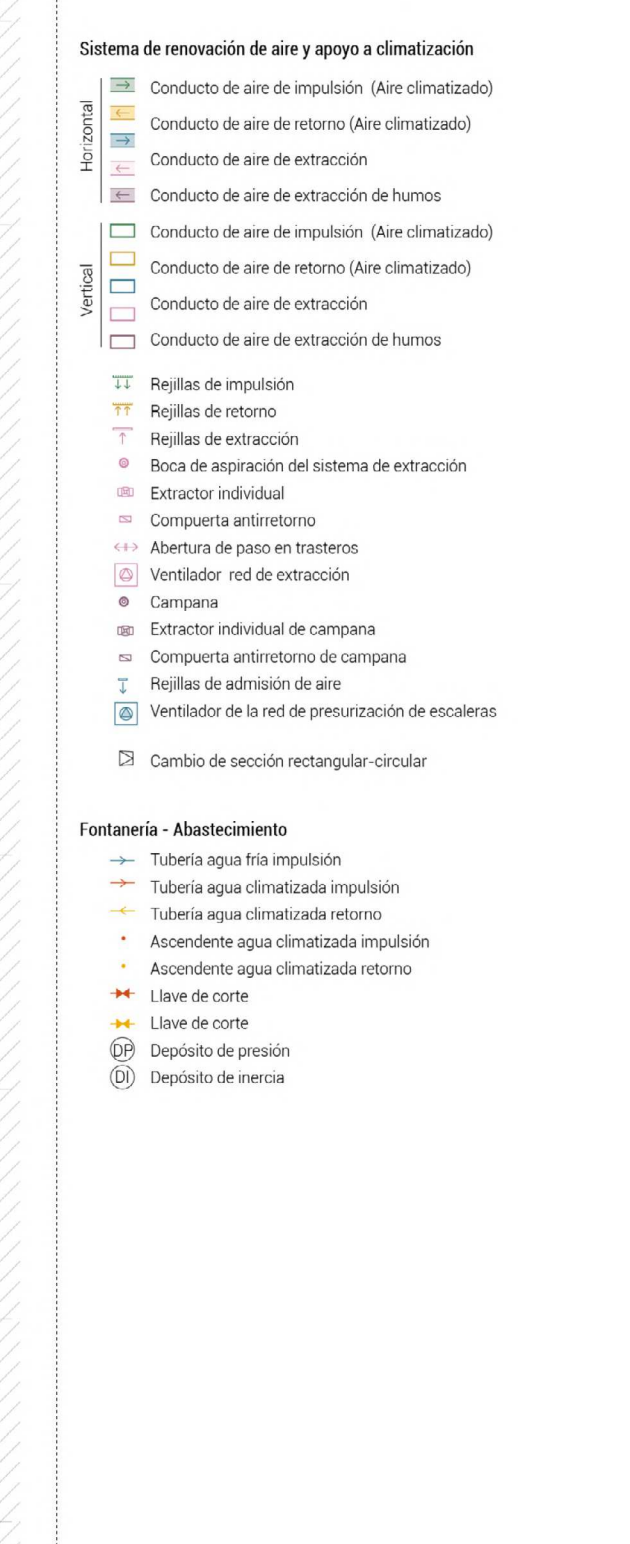 Sistema de renovación de aire y apoyo a climatización
Horizontal
Conducto de aire de impulsión (Aire climatizado)
Conducto de aire de retorno (Aire climatizado)
Conducto de aire de extracción
Conducto de aire de extracción de humos
Vertical
Conducto de aire de impulsión (Aire climatizado)
Conducto de aire de retorno (Aire climatizado)
Conducto de aire de extracción
Conducto de aire de extracción de humos
Rejillas de impulsión
Rejillas de retorno
Rejillas de extracción
Boca de aspiración del sistema de extracción
Extractor individual
Compuerta antirretorno
Abertura de paso en trasteros
Ventilador red de extracción
Campana
Extractor individual de campana
Compuerta antirretorno de campana
Rejillas de admisión de aire
Ventilador de la red de presurización de escaleras
Cambio de sección rectangular-circular
Fontanería - Abastecimiento
Tubería agua fría impulsión
Tubería agua climatizada impulsión
Tubería agua climatizada retorno
Ascendente agua climatizada impulsión
Ascendente agua climatizada retorno
Llave de corte
Llave de corte
DP Depósito de presión
DI Depósito de inercia